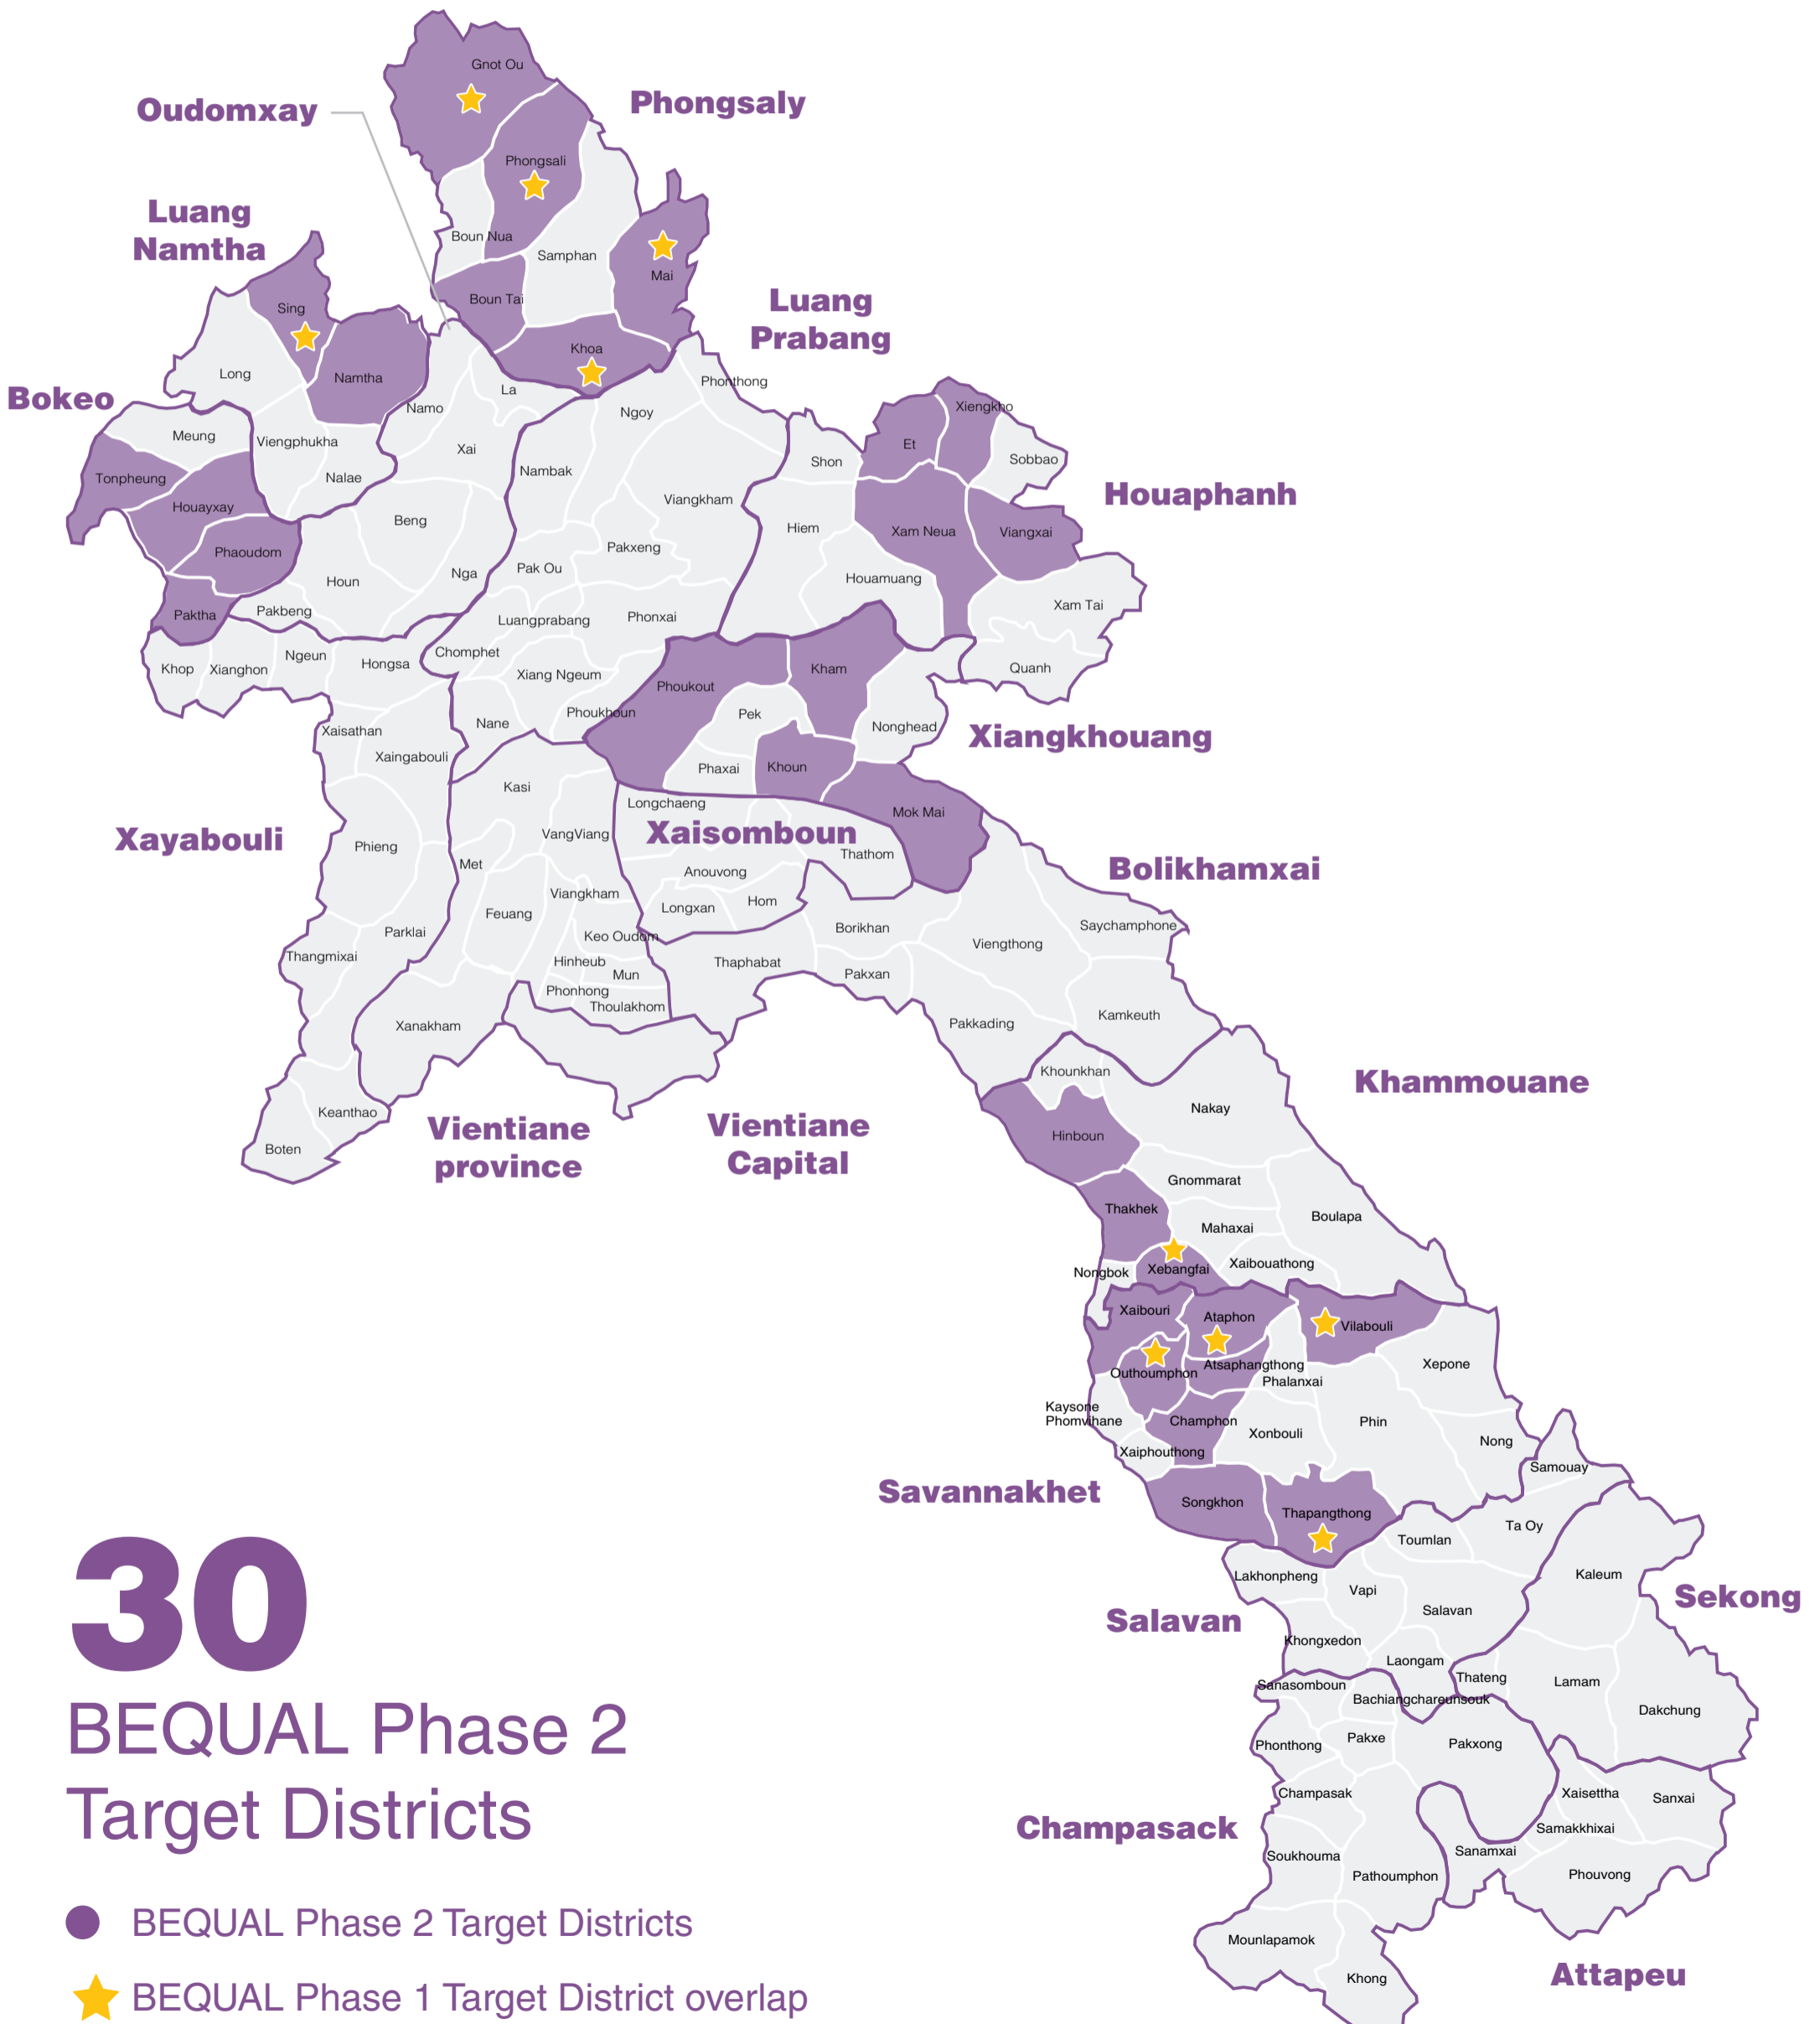 Gnot Ou
Oudomxay
Phongsaly
Phongsali
Luang
Namtha
Boun Nua
Samphan
Mai
Boun Tai
Sing
Luang
Prabang
Khoa
Long
Namtha
La
Phonthong
Bokeo
Namo
Ngoy
Xiengkho
Meung
Viengphukha
Xai
Et
Shon
Sobbao
Tonpheung
Nalae
Nambak
Viangkham
Houaphanh
Houayxay
Beng
Hiem
Xam Neua
Viangxai
Phaoudom
Pakxeng
Houn
Nga
Pak Ou
Houamuang
Paktha
Pakbeng
Luangprabang
Phonxai
Xam Tai
Khop
Xianghon
Ngeun
Hongsa
Chomphet
Xiang Ngeum
Phoukout
Kham
Quanh
Nane
Phoukhoun
Pek
Nonghead
Xiangkhouang
Xaisathan
Xaingabouli
Phaxai
Khoun
Kasi
Longchaeng
Mok Mai
Xayabouli
Phieng
VangViang
Xaisomboun
Thathom
Met
Anouvong
Bolikhamxai
Viangkham
Feuang
Longxan
Hom
Parklai
Keo Oudom
Borikhan
Viengthong
Saychamphone
Thangmixai
Hinheub
Mun
Thaphabat
Pakxan
Phonhong
Thoulakhom
Xanakham
Pakkading
Kamkeuth
Khounkhan
Khammouane
Keanthao
Boten
Vientiane
province
Vientiane
Capital
Nakay
Hinboun
Gnommarat
Thakhek
Mahaxai
Boulapa
Nongbok
Xebangfai
Xaibouathong
Xaibouri
Ataphon
Vilabouli
Outhoumphon
Atsaphangthong
Phalanxai
Xepone
Kaysone
Phomvihane
Champhon
Xonbouli
Phin
Nong
Xaiphouthong
Samouay
Savannakhet
Songkhon
Thapangthong
Toumlan
Ta Oy
Lakhonpheng
Vapi
Kaleum
Sekong
Salavan
Salavan
Khongxedon
Laongam
Thateng
Lamam
Sanasomboun
Bachiangchareunsouk
Dakchung
Phonthong
Pakxe
Pakxong
Champasak
Xaisettha
Sanxai
Champasack
Samakkhixai
Soukhouma
Sanamxai
Pathoumphon
Phouvong
Mounlapamok
Khong
Attapeu
30
BEQUAL Phase 2
Target Districts
BEQUAL Phase 2 Target Districts
BEQUAL Phase 1 Target District overlap